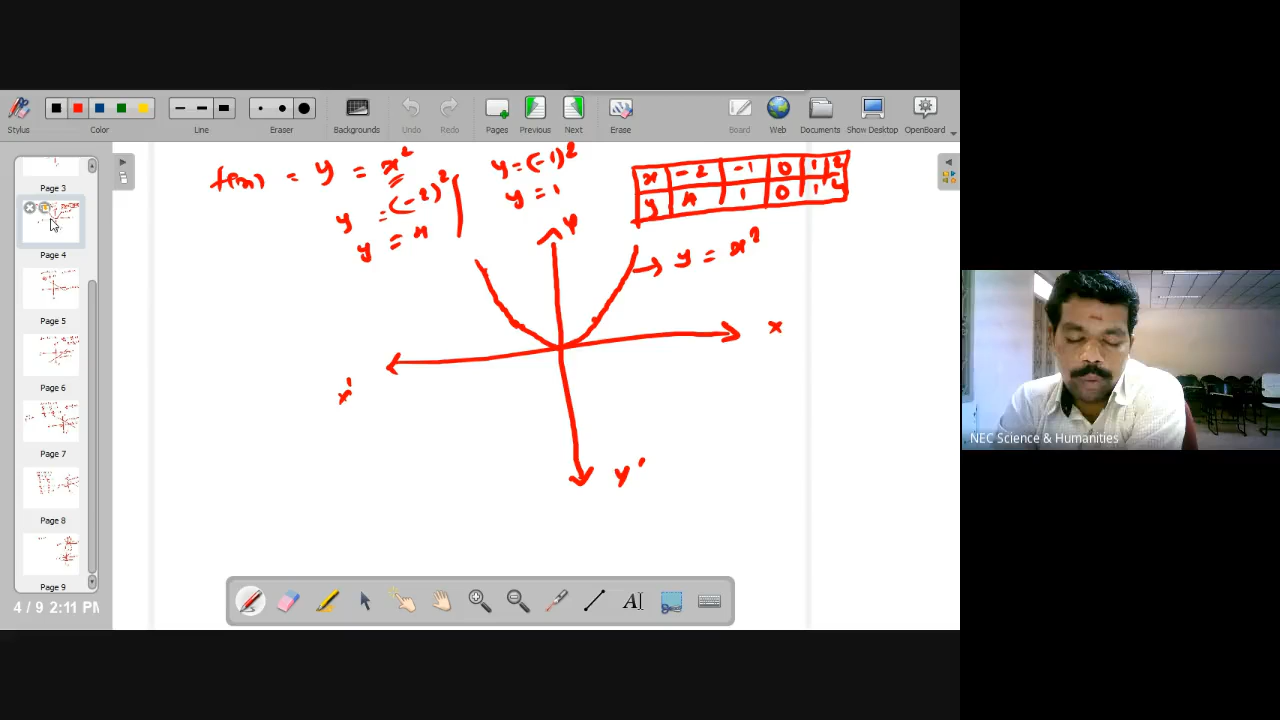 Stylus Color Line Eraser Backgrounds Undo Redo Pages Previous Next Erase Board Web Documents Show Desktop OpenBoard
Page 3
Page 4
Page 5
Page 6
Page 7
Page 8
Page 9
4 / 9 2:11 PM
f(x) = y = x²
y = (-2)²
y = 4
y = (-1)²
y = 1
x -2 -1 0 1 2
y 4 1 0 1 4
Y
→ y = x²
x
x'
y'
A
NEC Science & Humanities